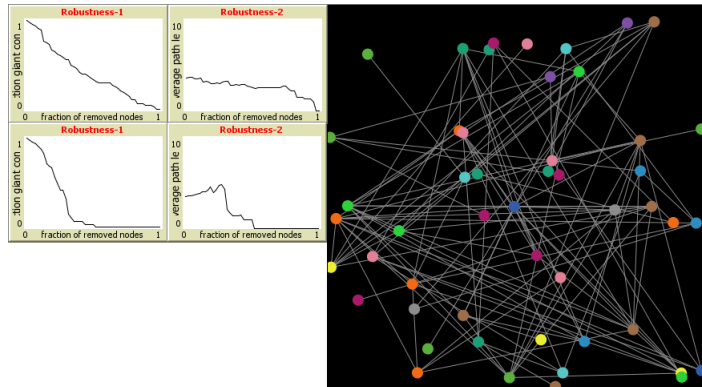 Robustness-1
1
tion giant con
0
0
fraction of removed nodes
1
Robustness-2
10
verage path le
0
0
fraction of removed nodes
1
Robustness-1
1
tion giant con
0
0
fraction of removed nodes
1
Robustness-2
10
verage path le
0
0
fraction of removed nodes
1